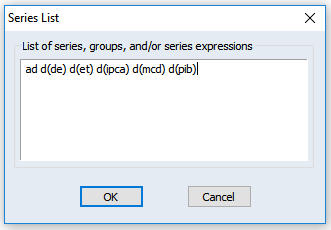 Series List
List of series, groups, and/or series expressions
ad d(de) d(et) d(ipca) d(mcd) d(pib)
OK
Cancel